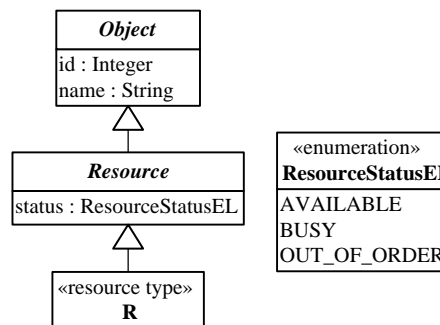 Object
id : Integer
name : String
Resource
status : ResourceStatusEL
«resource type»
R
«enumeration»
ResourceStatusEL
AVAILABLE
BUSY
OUT_OF_ORDER